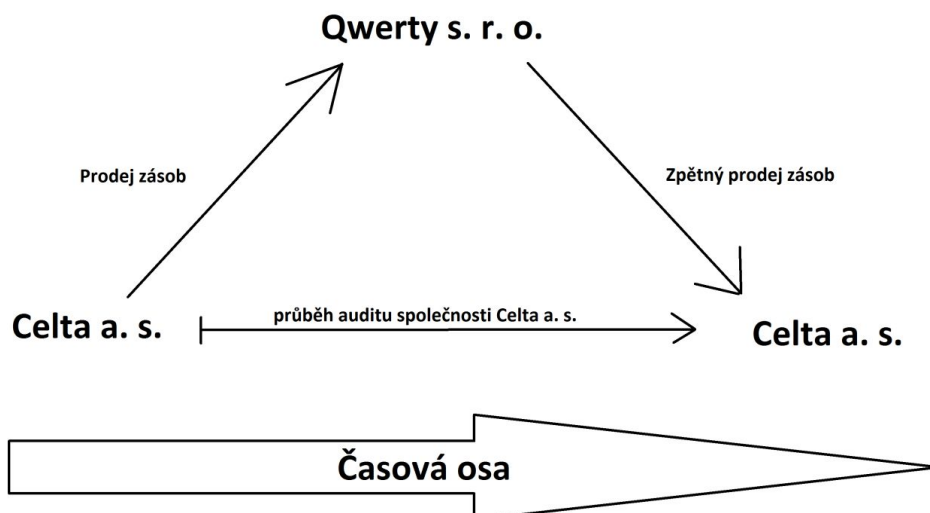 Qwerty s. r. o.
Prodej zásob
Zpětný prodej zásob
Celta a. s.
průběh auditu společnosti Celta a. s.
Celta a. s.
Časová osa